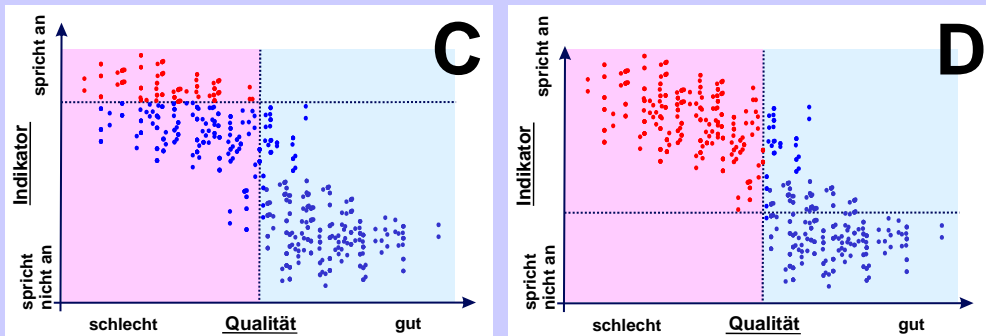 C
spricht an
Indikator
spricht
nicht an
schlecht
Qualität
gut
D
spricht an
Indikator
spricht
nicht an
schlecht
Qualität
gut